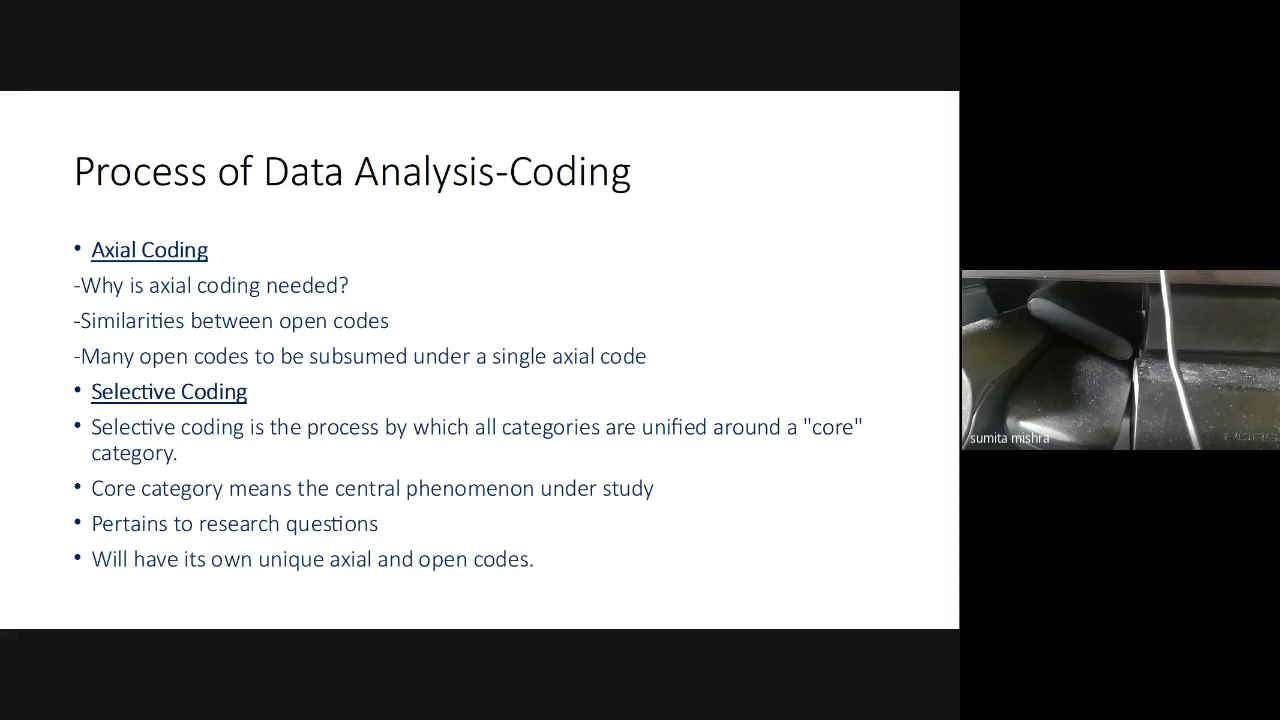 Process of Data Analysis-Coding
• Axial Coding
-Why is axial coding needed?
-Similarities between open codes
-Many open codes to be subsumed under a single axial code
• Selective Coding
• Selective coding is the process by which all categories are unified around a "core"
category.
• Core category means the central phenomenon under study
• Pertains to research questions
• Will have its own unique axial and open codes.
sumita mishra